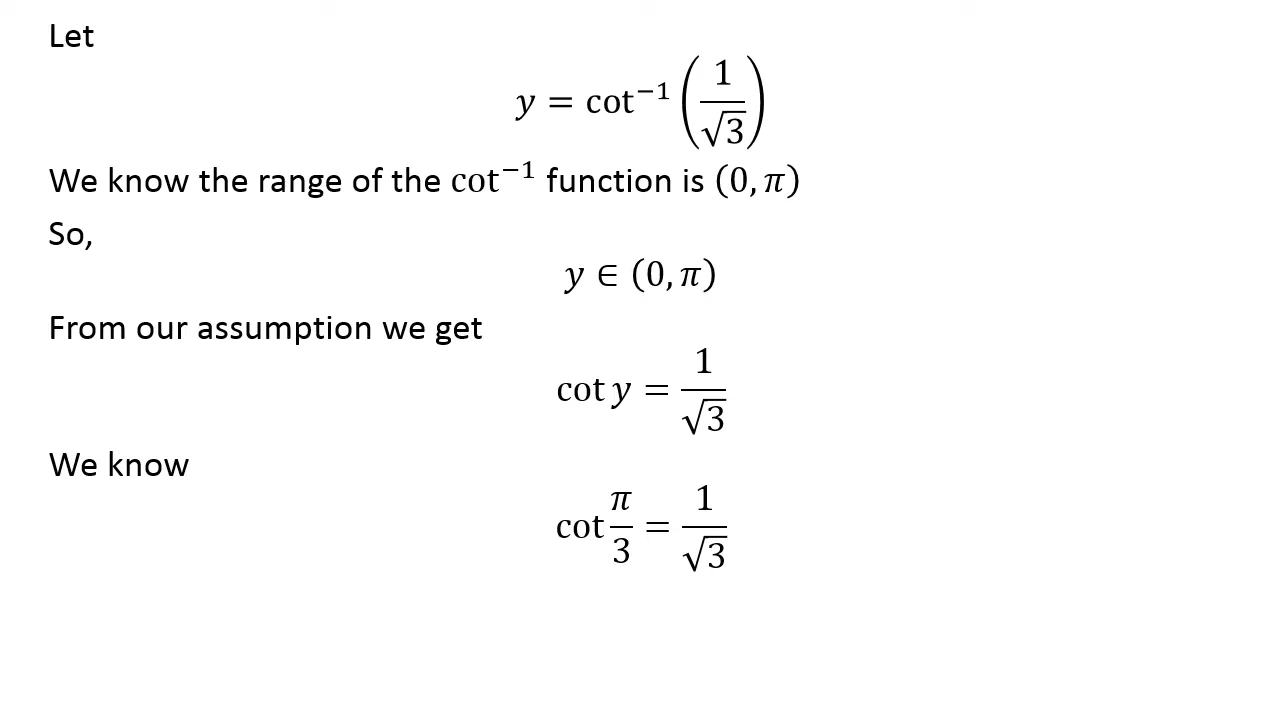 Let
y = cot⁻¹ (1/√3)
We know the range of the cot⁻¹ function is (0, π)
So,
y ∈ (0, π)
From our assumption we get
cot y = 1/√3
We know
cot π/3 = 1/√3